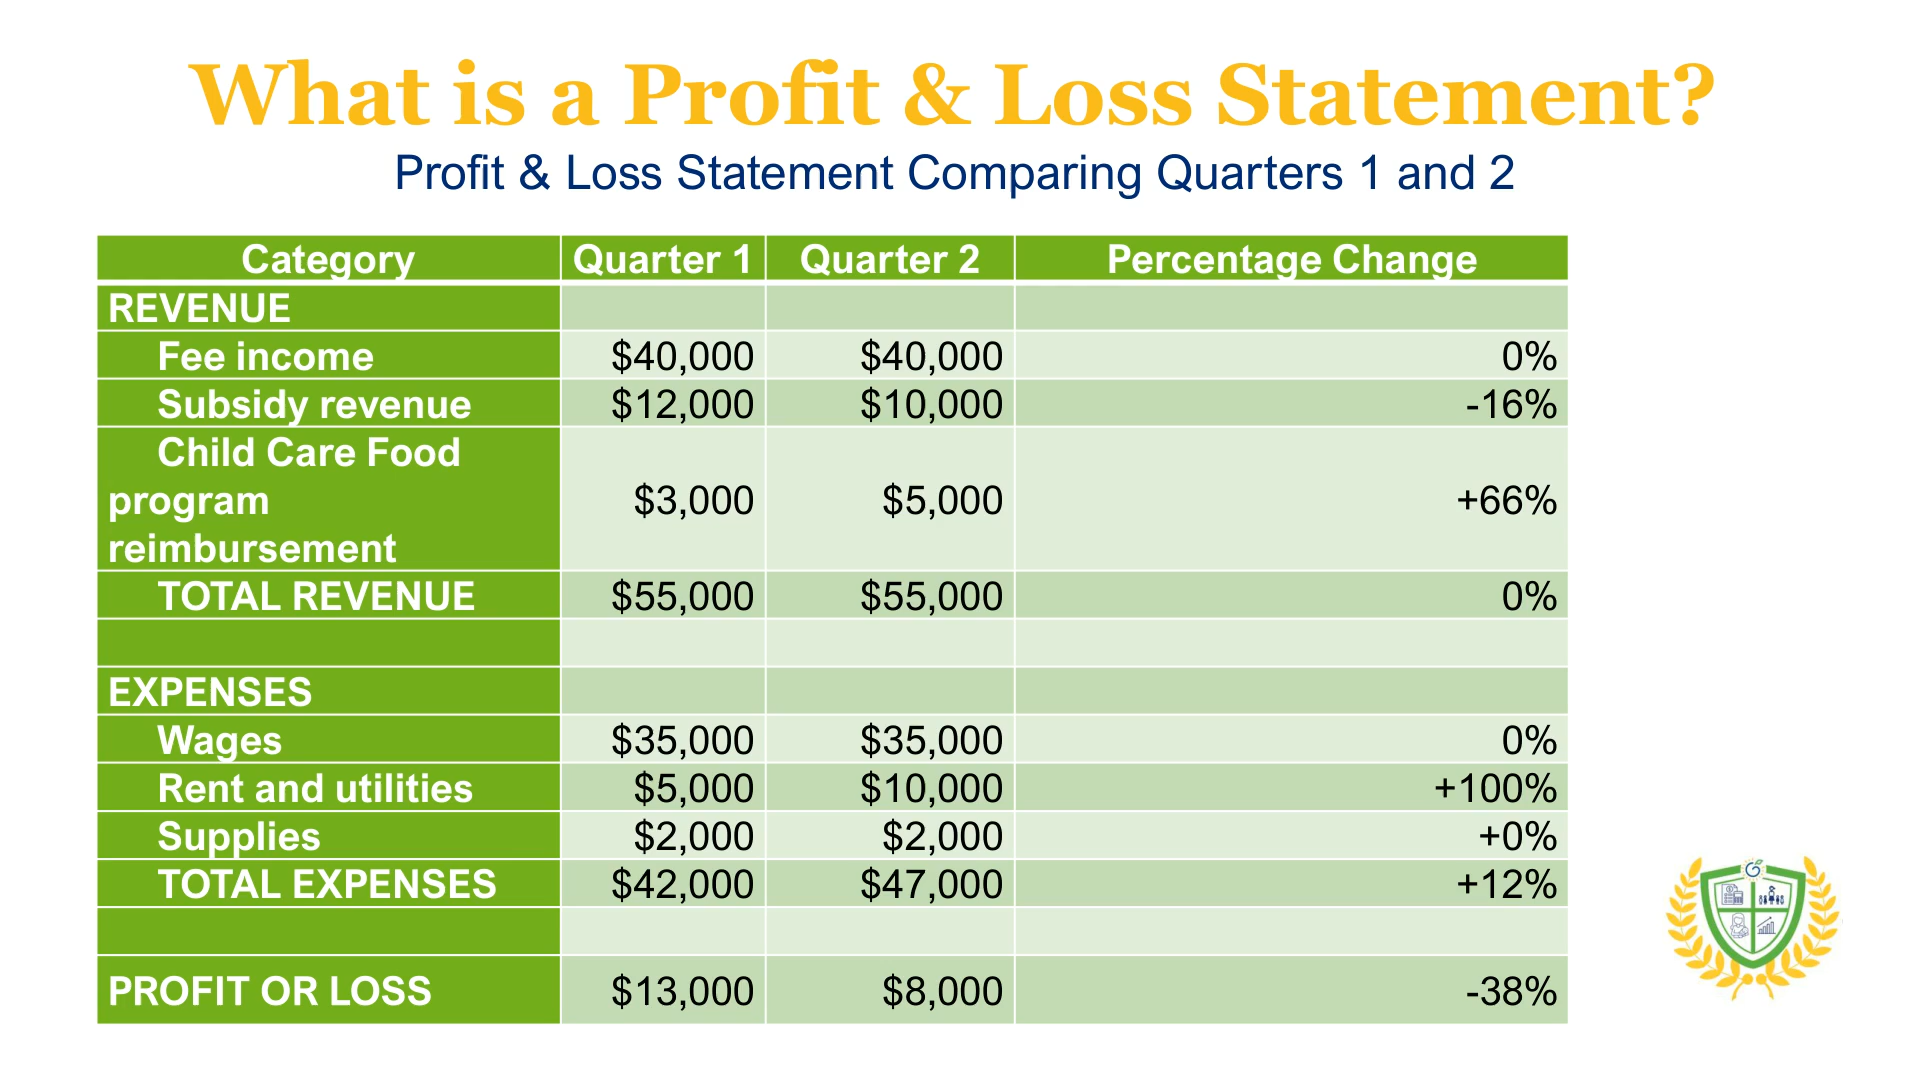 What is a Profit & Loss Statement?
Profit & Loss Statement Comparing Quarters 1 and 2
Category Quarter 1 Quarter 2 Percentage Change
REVENUE
Fee income $40,000 $40,000 0%
Subsidy revenue $12,000 $10,000 -16%
Child Care Food
program
reimbursement $3,000 $5,000 +66%
TOTAL REVENUE $55,000 $55,000 0%
EXPENSES
Wages $35,000 $35,000 0%
Rent and utilities $5,000 $10,000 +100%
Supplies $2,000 $2,000 +0%
TOTAL EXPENSES $42,000 $47,000 +12%
PROFIT OR LOSS $13,000 $8,000 -38%